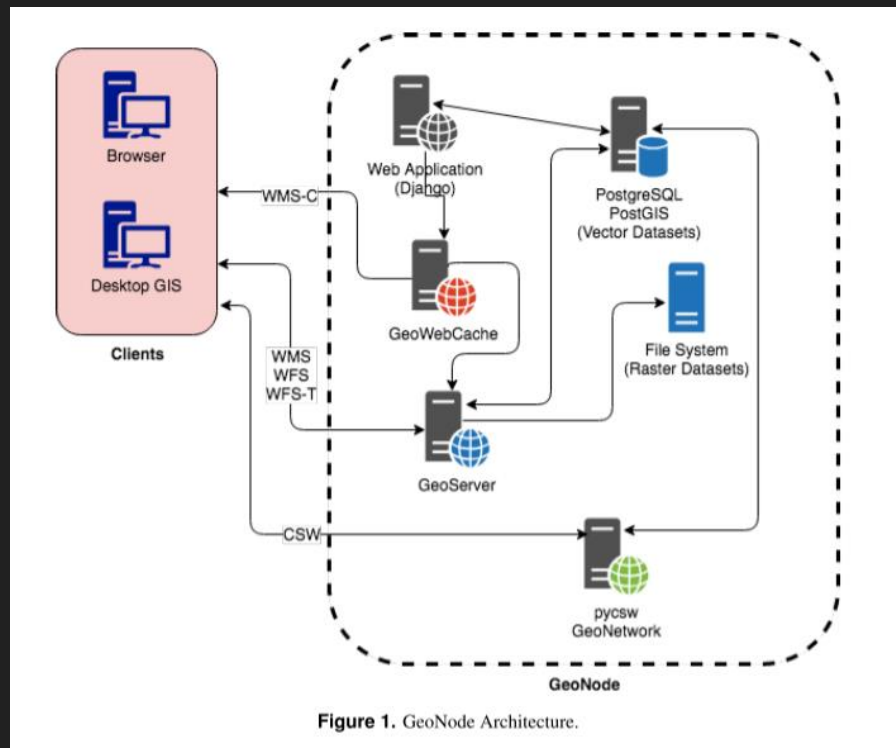 Browser
Desktop GIS
Clients
WMS-C
WMS
WFS
WFS-T
CSW
Web Application
(Django)
PostgreSQL
PostGIS
(Vector Datasets)
GeoWebCache
File System
(Raster Datasets)
GeoServer
pycsw
GeoNetwork
GeoNode
Figure 1. GeoNode Architecture.